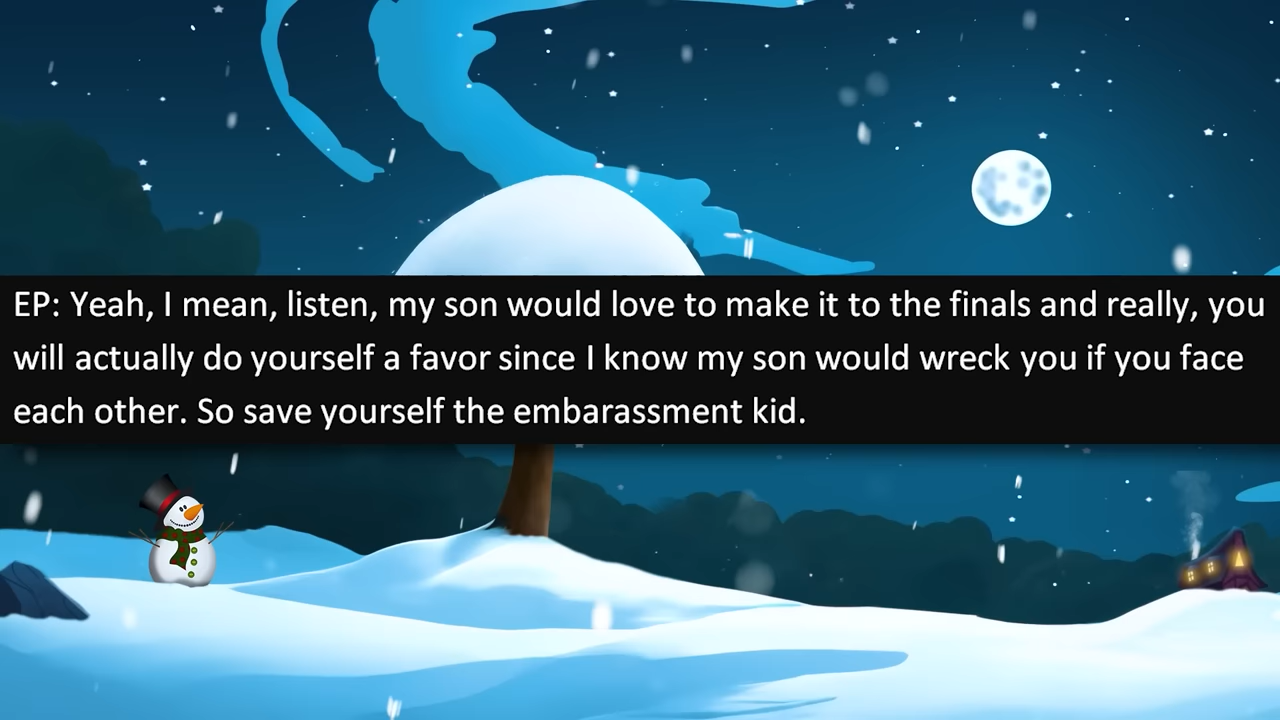 EP: Yeah, I mean, listen, my son would love to make it to the finals and really, you
will actually do yourself a favor since I know my son would wreck you if you face
each other. So save yourself the embarassment kid.